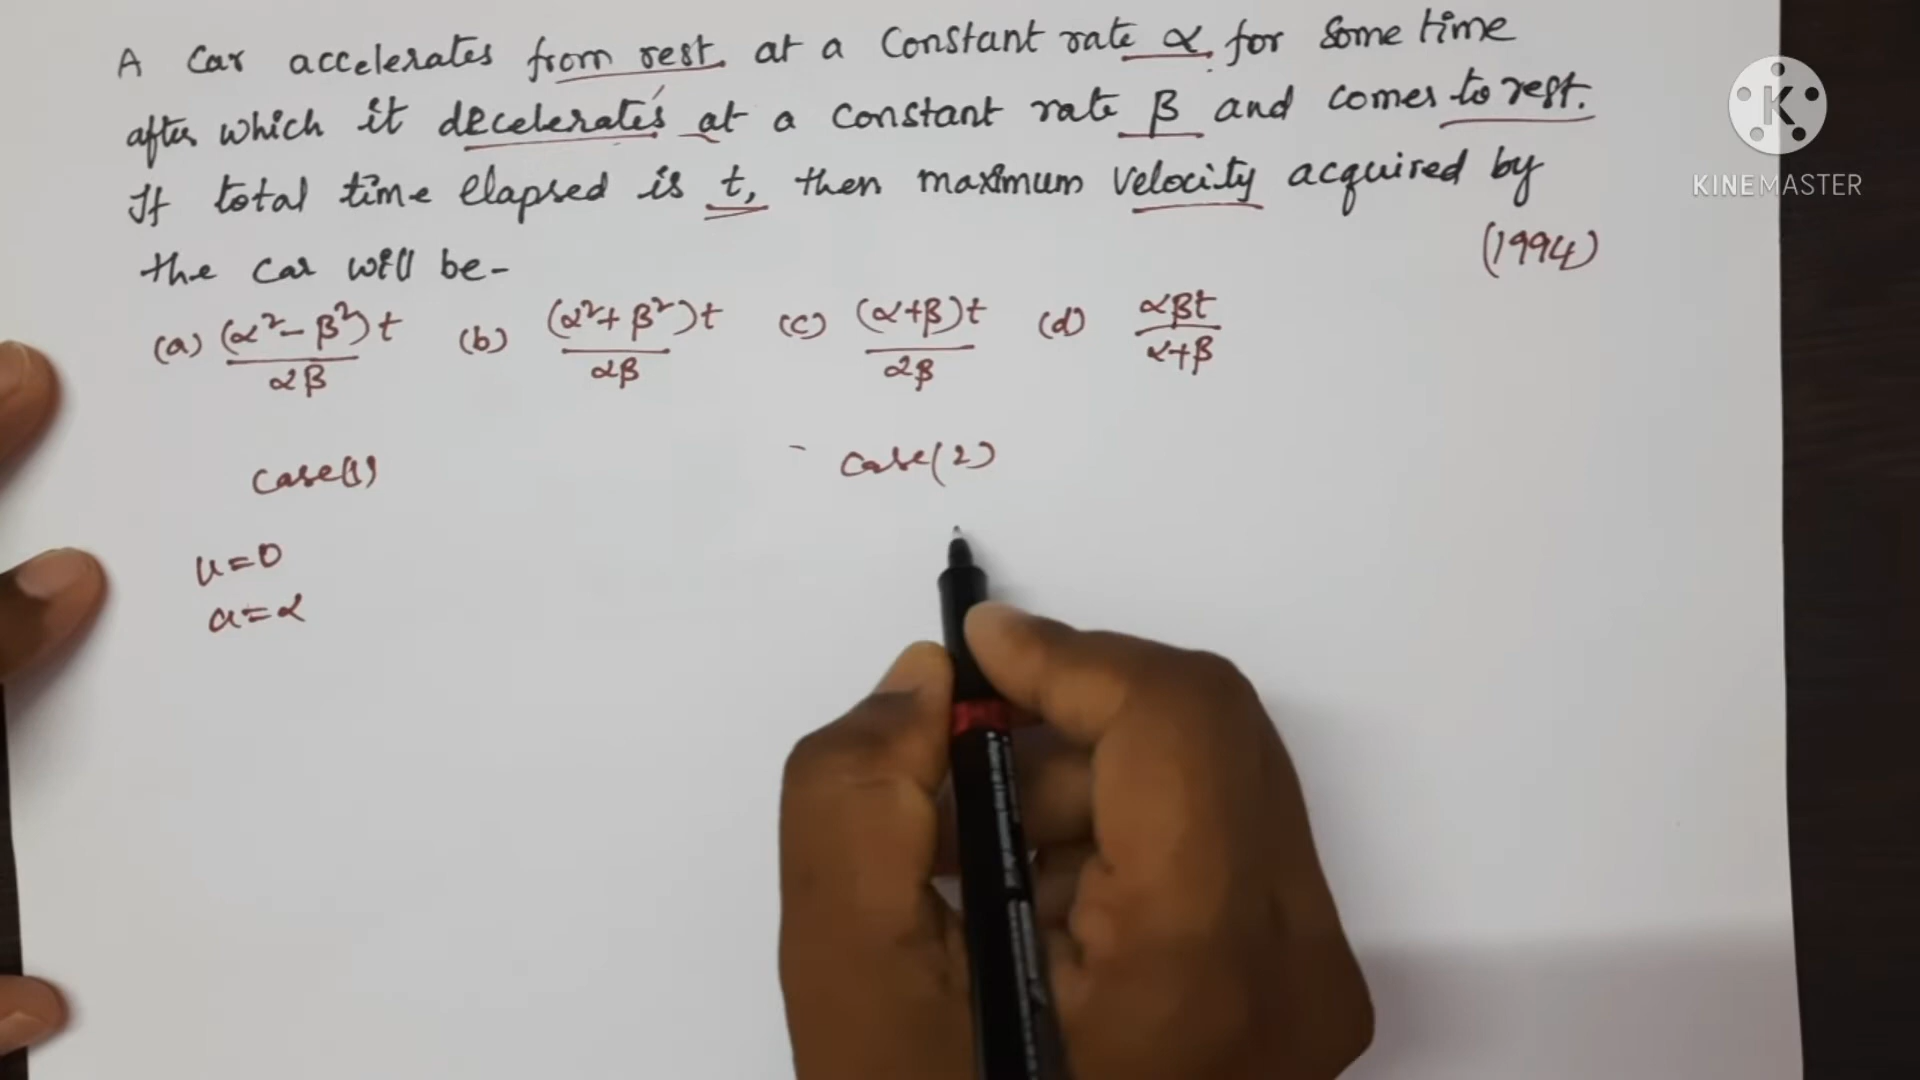 A Car accelerates from rest at a Constant rate α for some time
after which it decelerates at a constant rate β and comes to rest.
If total time elapsed is t, then maximum velocity acquired by
the car will be- (1994)
(a) (α²- β²)t/αβ (b) (α²+ β²)t/αβ (c) (α+β)t/αβ (d) αβt/α+β
Case(1) Case(2)
u=0
a=α
K
KINEMASTER